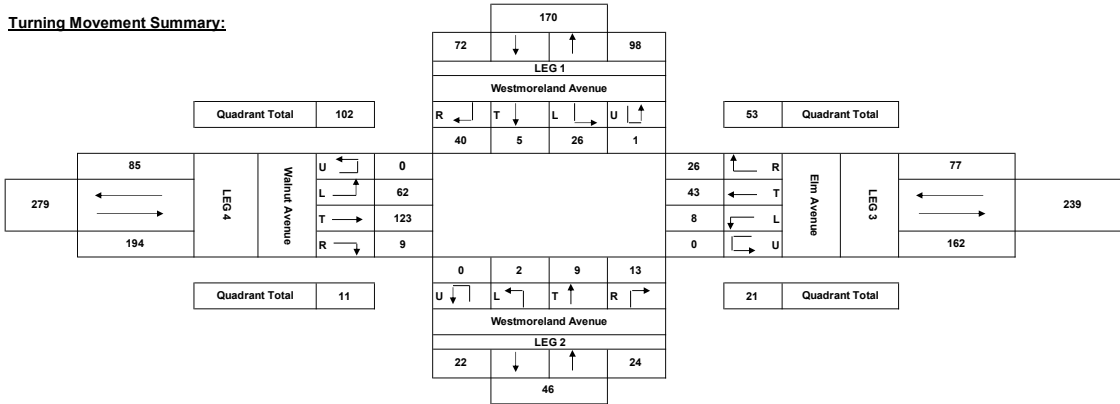 Turning Movement Summary:
170
72 98
LEG 1
Westmoreland Avenue
Quadrant Total 102
R T L U
53 Quadrant Total
40 5 26 1
85
U 0
26 R
77
279
LEG 4
Walnut Avenue
L 62
43 T
Elm Avenue
LEG 3
239
T 123
8 L
194
R 9
0 U
162
0 2 9 13
Quadrant Total 11
U L T R
21 Quadrant Total
Westmoreland Avenue
LEG 2
22 24
46